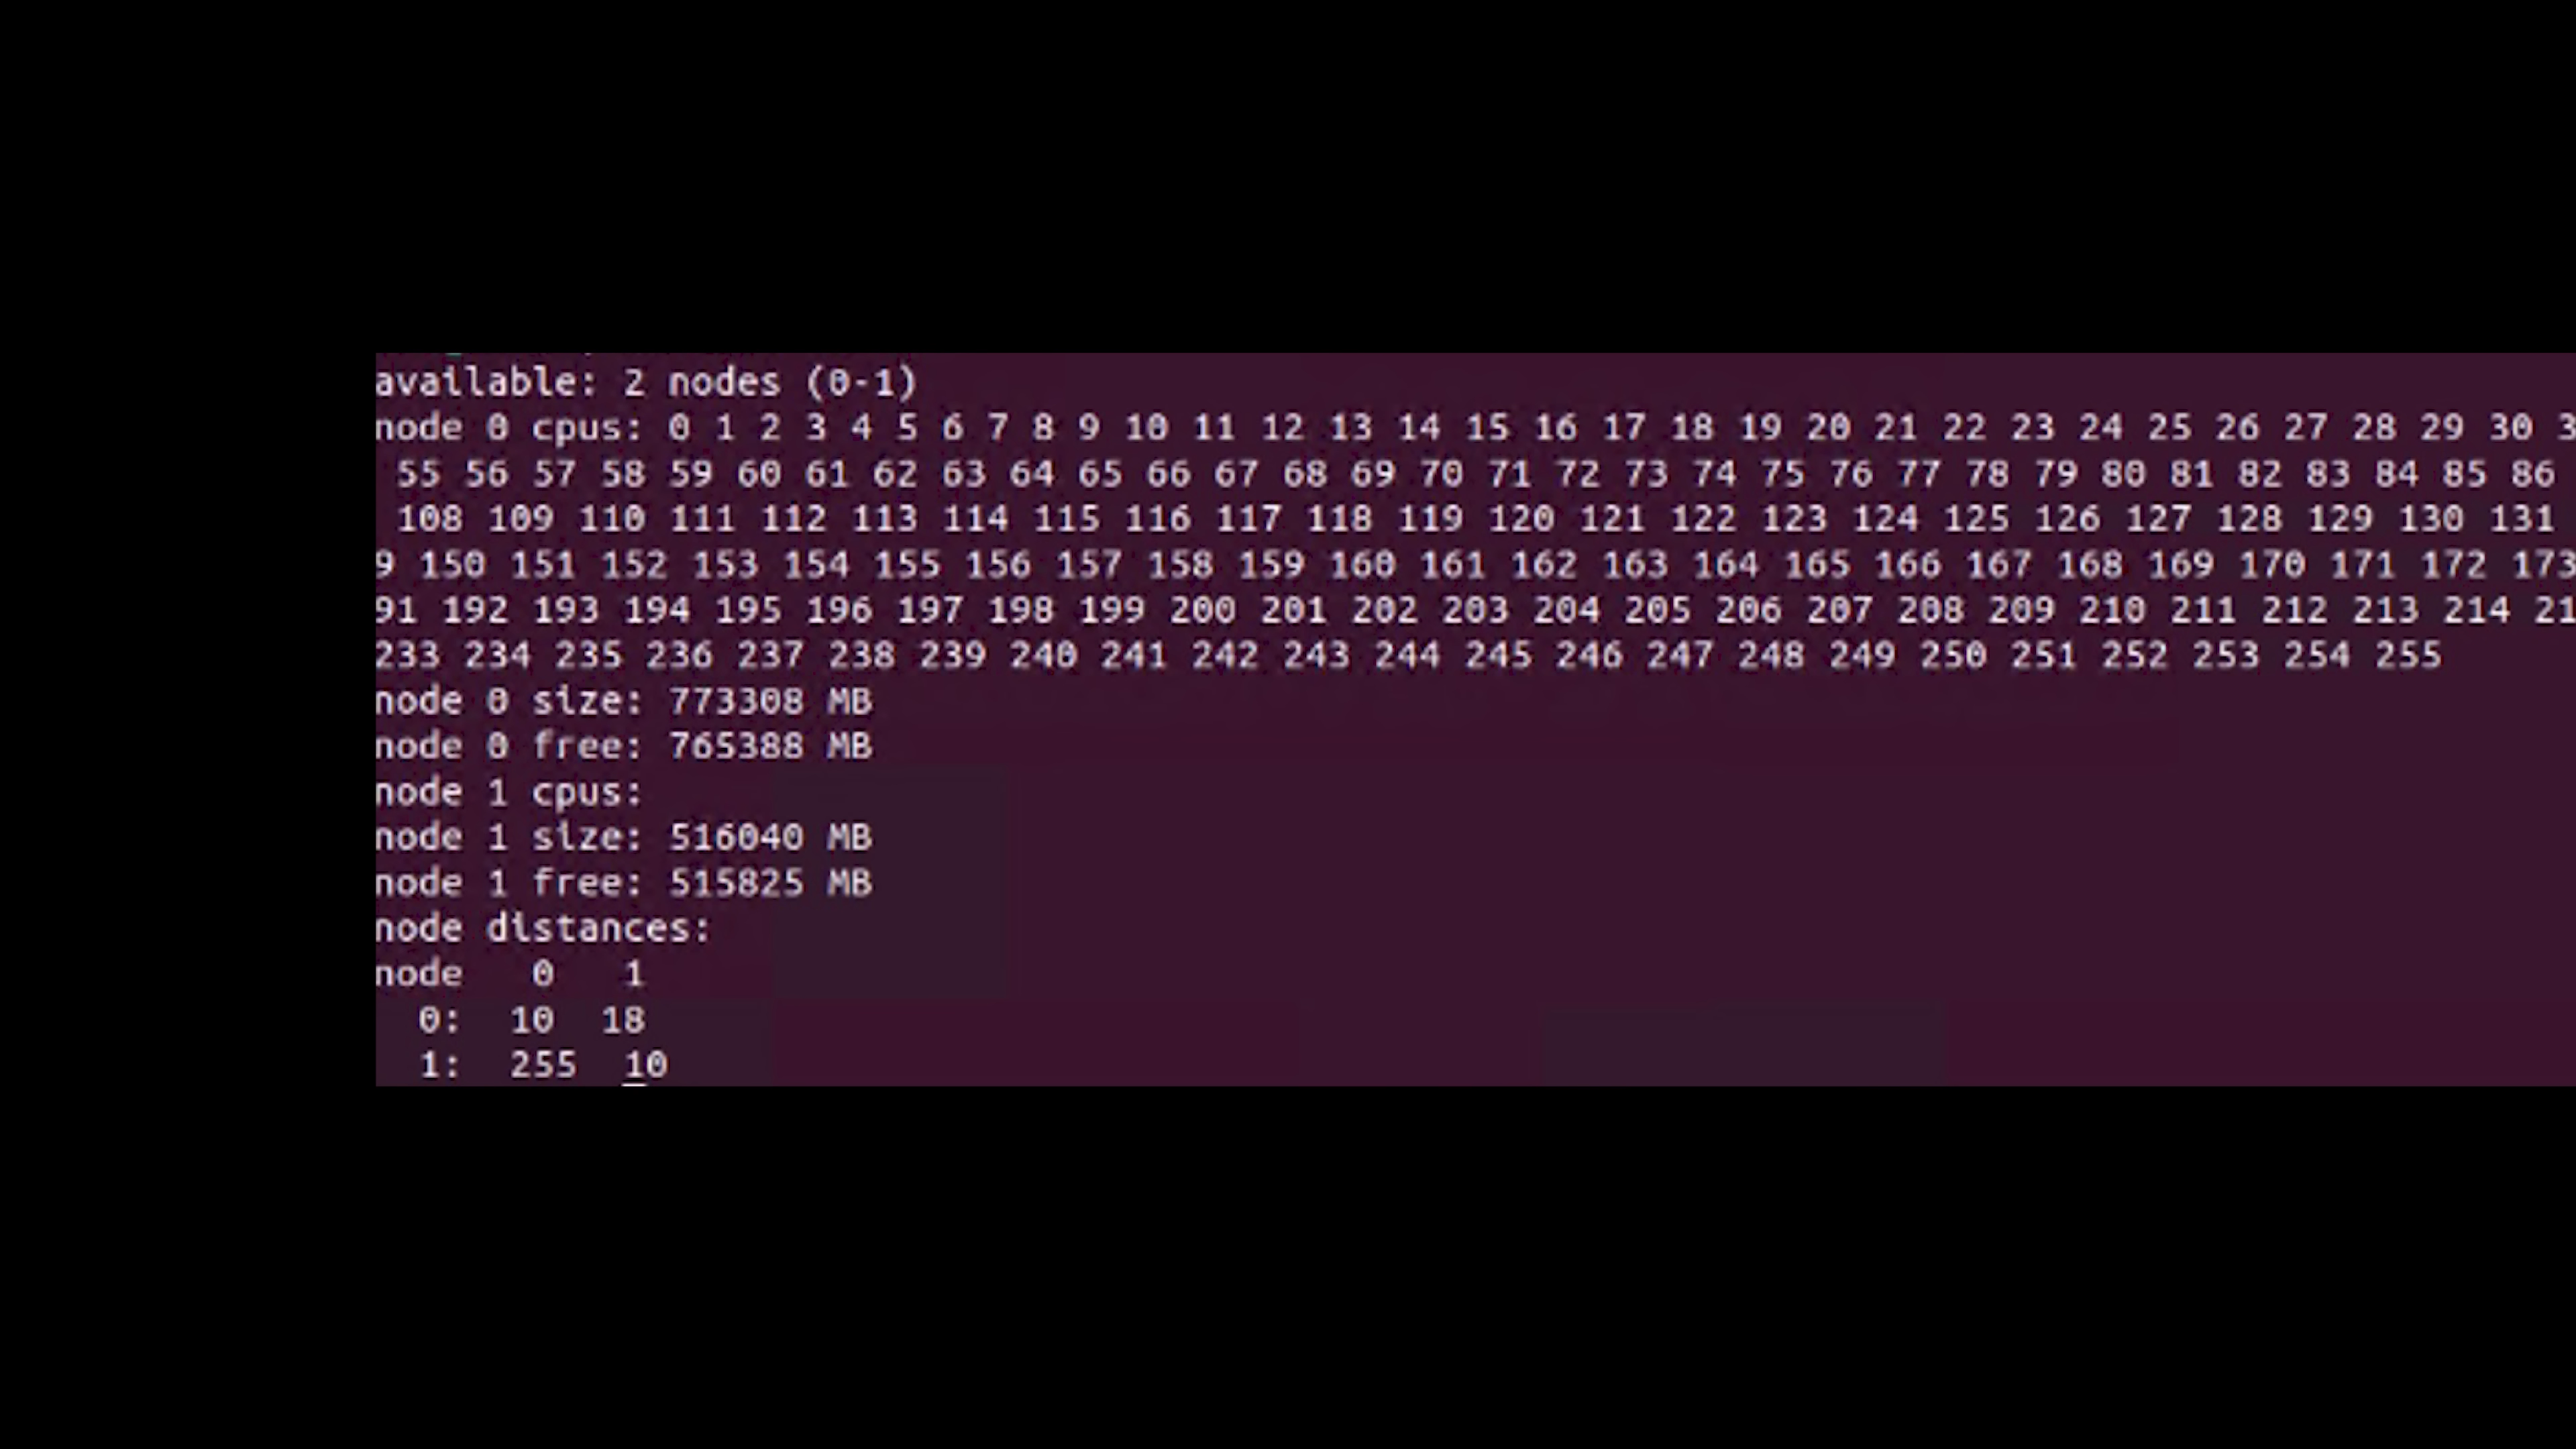 available: 2 nodes (0-1)
node 0 cpus: 0 1 2 3 4 5 6 7 8 9 10 11 12 13 14 15 16 17 18 19 20 21 22 23 24 25 26 27 28 29 30 3
55 56 57 58 59 60 61 62 63 64 65 66 67 68 69 70 71 72 73 74 75 76 77 78 79 80 81 82 83 84 85 86
108 109 110 111 112 113 114 115 116 117 118 119 120 121 122 123 124 125 126 127 128 129 130 131
9 150 151 152 153 154 155 156 157 158 159 160 161 162 163 164 165 166 167 168 169 170 171 172 173
91 192 193 194 195 196 197 198 199 200 201 202 203 204 205 206 207 208 209 210 211 212 213 214 21
233 234 235 236 237 238 239 240 241 242 243 244 245 246 247 248 249 250 251 252 253 254 255
node 0 size: 773308 MB
node 0 free: 765388 MB
node 1 cpus:
node 1 size: 516040 MB
node 1 free: 515825 MB
node distances:
node 0 1
0: 10 18
1: 255 10